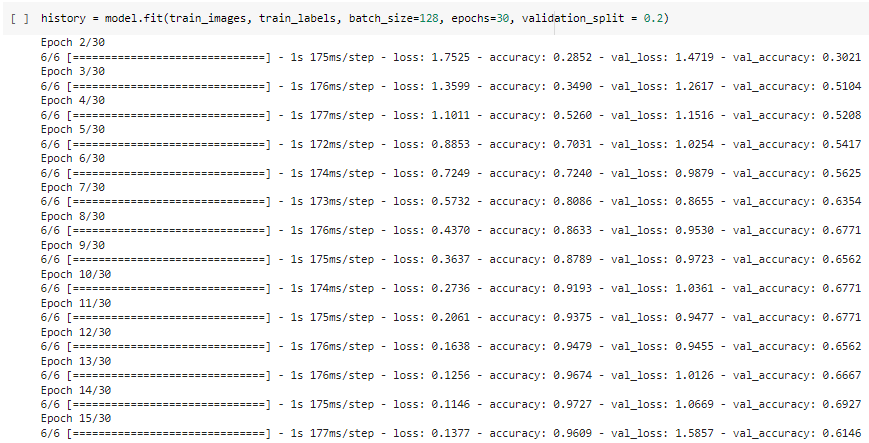 [ ] history = model.fit(train_images, train_labels, batch_size=128, epochs=30, validation_split = 0.2)
Epoch 2/30
6/6 [==============================] - 1s 175ms/step - loss: 1.7525 - accuracy: 0.2852 - val_loss: 1.4719 - val_accuracy: 0.3021
Epoch 3/30
6/6 [==============================] - 1s 176ms/step - loss: 1.3599 - accuracy: 0.3490 - val_loss: 1.2617 - val_accuracy: 0.5104
Epoch 4/30
6/6 [==============================] - 1s 177ms/step - loss: 1.1011 - accuracy: 0.5260 - val_loss: 1.1516 - val_accuracy: 0.5208
Epoch 5/30
6/6 [==============================] - 1s 172ms/step - loss: 0.8853 - accuracy: 0.7031 - val_loss: 1.0254 - val_accuracy: 0.5417
Epoch 6/30
6/6 [==============================] - 1s 174ms/step - loss: 0.7249 - accuracy: 0.7240 - val_loss: 0.9879 - val_accuracy: 0.5625
Epoch 7/30
6/6 [==============================] - 1s 173ms/step - loss: 0.5732 - accuracy: 0.8086 - val_loss: 0.8655 - val_accuracy: 0.6354
Epoch 8/30
6/6 [==============================] - 1s 176ms/step - loss: 0.4370 - accuracy: 0.8633 - val_loss: 0.9530 - val_accuracy: 0.6771
Epoch 9/30
6/6 [==============================] - 1s 175ms/step - loss: 0.3637 - accuracy: 0.8789 - val_loss: 0.9723 - val_accuracy: 0.6562
Epoch 10/30
6/6 [==============================] - 1s 174ms/step - loss: 0.2736 - accuracy: 0.9193 - val_loss: 1.0361 - val_accuracy: 0.6771
Epoch 11/30
6/6 [==============================] - 1s 175ms/step - loss: 0.2061 - accuracy: 0.9375 - val_loss: 0.9477 - val_accuracy: 0.6771
Epoch 12/30
6/6 [==============================] - 1s 176ms/step - loss: 0.1638 - accuracy: 0.9479 - val_loss: 0.9455 - val_accuracy: 0.6562
Epoch 13/30
6/6 [==============================] - 1s 176ms/step - loss: 0.1256 - accuracy: 0.9674 - val_loss: 1.0126 - val_accuracy: 0.6667
Epoch 14/30
6/6 [==============================] - 1s 175ms/step - loss: 0.1146 - accuracy: 0.9727 - val_loss: 1.0669 - val_accuracy: 0.6927
Epoch 15/30
6/6 [==============================] - 1s 177ms/step - loss: 0.1377 - accuracy: 0.9609 - val_loss: 1.5857 - val_accuracy: 0.6146